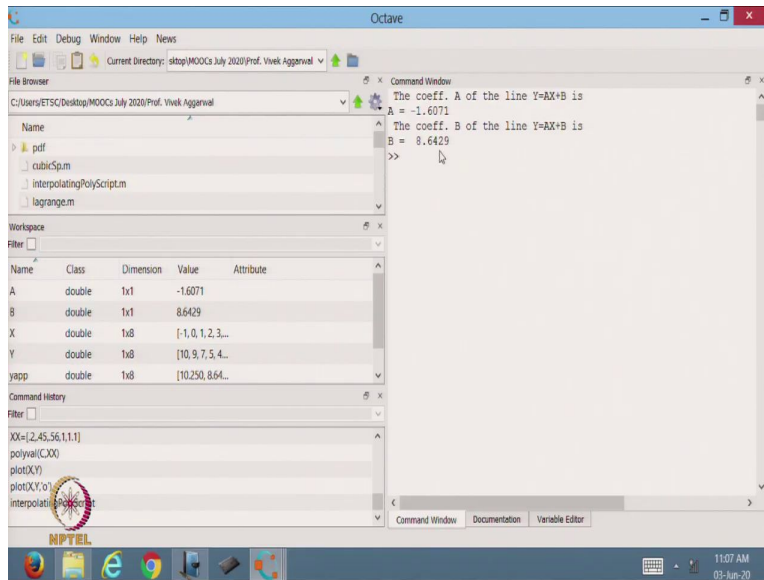 Octave
File Edit Debug Window Help News
Current Directory: sktop\MOOCs July 2020\Prof. Vivek Aggarwal
File Browser
C:/Users/ETSC/Desktop/MOOCs July 2020/Prof. Vivek Aggarwal
Name
pdf
cubicSp.m
interpolatingPolyScript.m
lagrange.m
Workspace
Filter
Name Class Dimension Value Attribute
A double 1x1 -1.6071
B double 1x1 8.6429
X double 1x8 [-1, 0, 1, 2, 3,...
Y double 1x8 [10, 9, 7, 5, 4...
yapp double 1x8 [10.250, 8.64...
Command History
Filter
XX=[.2,.45,.56,1,1.1]
polyval(C,XX)
plot(X,Y)
plot(X,Y,'o')
Command Window
The coeff. A of the line Y=AX+B is
A = -1.6071
The coeff. B of the line Y=AX+B is
B = 8.6429
>>
Command Window Documentation Variable Editor
NPTEL
11:07 AM
03-Jun-20